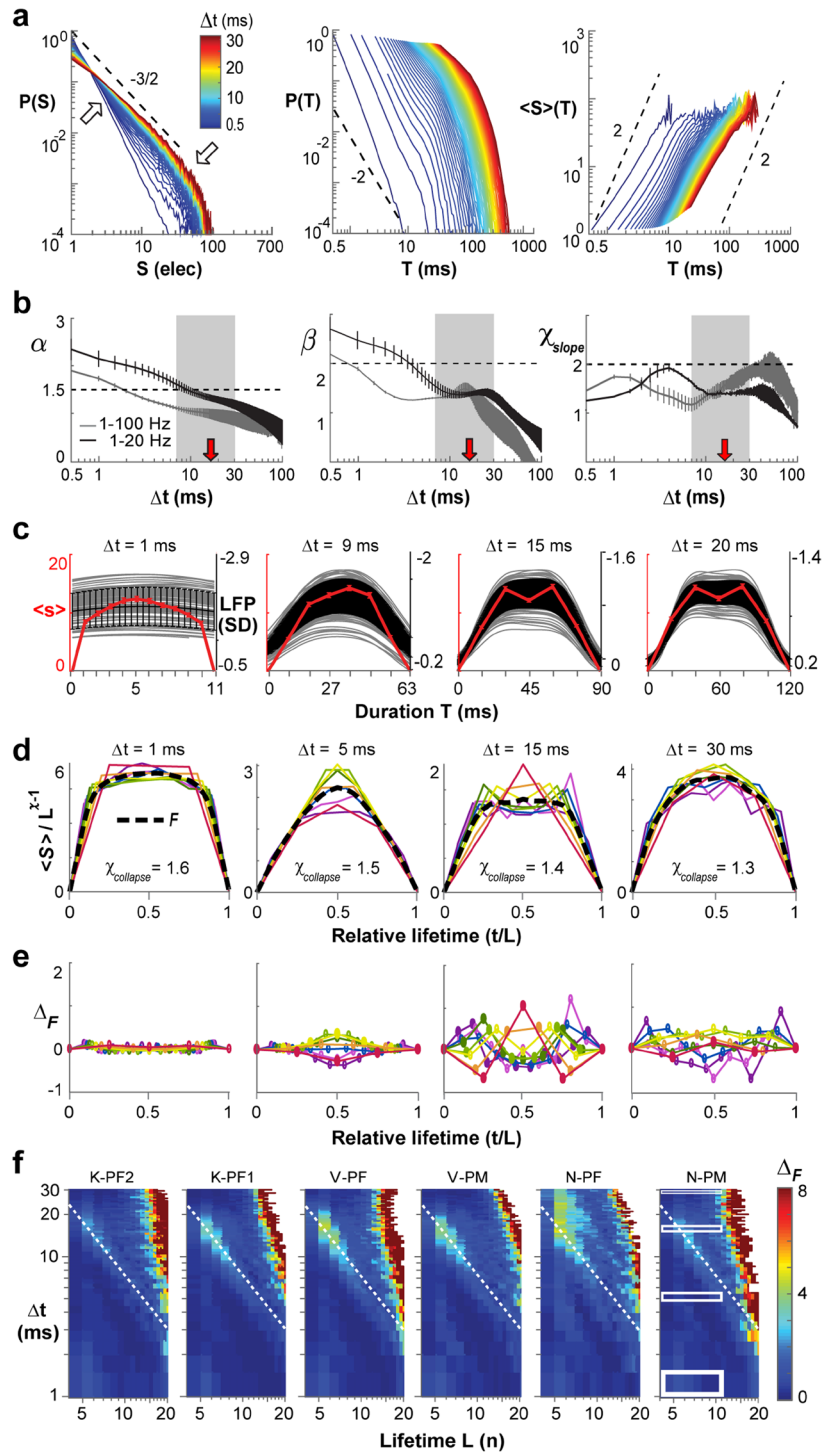 a
Δt (ms)
30
20
10
0.5
10^0
P(S)
10^-2
10^-4
-3/2
1 10 100 700
S (elec)
10^0
P(T)
10^-2
10^-4
-2
0.5 10 100 1000
T (ms)
10^3
<S>(T)
10^1
10^0
2
2
0.5 10 100 1000
T (ms)
b
3
α
1.5
0
1-100 Hz
1-20 Hz
0.5 1 10 30 100
Δt (ms)
β
2
1
0.5 1 10 30 100
Δt (ms)
χslope
2
1
0.5 1 10 30 100
Δt (ms)
c
Δt = 1 ms
9 ms
15 ms
20 ms
20
<s>
0
-2.9
LFP
(SD)
-0.5
-2
-0.2
-1.6
0
-1.4
0.2
0 5 11
0 27 63
0 45 90
0 60 120
Duration T (ms)
d
Δt = 1 ms
5 ms
15 ms
Δt = 30 ms
<S> / L^χ-1
6
0
3
0
2
0
4
0
F
χcollapse = 1.6
χcollapse = 1.5
χcollapse = 1.4
χcollapse = 1.3
0 0.5 1
0 0.5 1
0 0.5 1
0 0.5 1
Relative lifetime (t/L)
e
2
ΔF
0
-1
0 0.5 1
0 0.5 1
0 0.5 1
0 0.5 1
Relative lifetime (t/L)
f
K-PF2
K-PF1
V-PF
V-PM
N-PF
N-PM
ΔF
30
20
10
Δt
(ms)
1
8
4
0
5 10 20
5 10 20
5 10 20
5 10 20
5 10 20
5 10 20
Lifetime L (n)